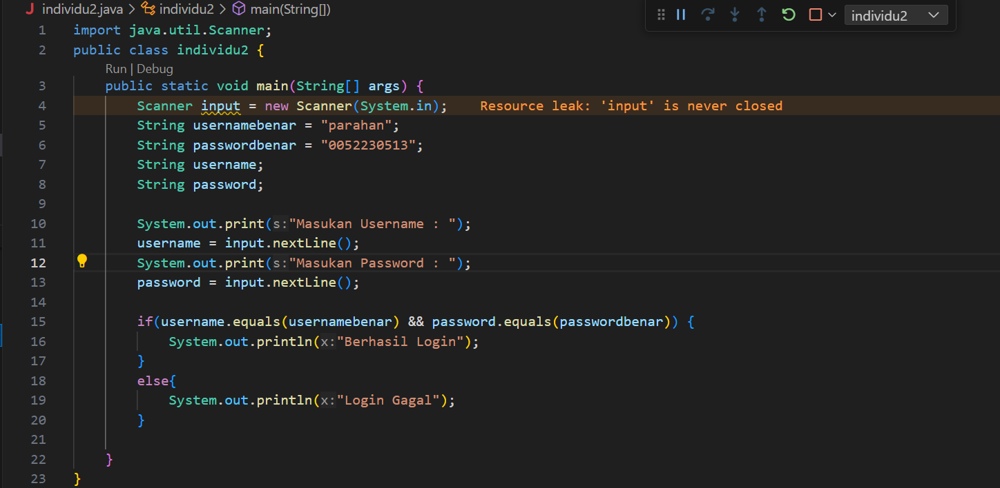 individu2.java > individu2 > main(String[])
individu2
1 import java.util.Scanner;
2 public class individu2 {
Run | Debug
3 public static void main(String[] args) {
4 Scanner input = new Scanner(System.in); Resource leak: 'input' is never closed
5 String usernamebenar = "parahan";
6 String passwordbenar = "0052230513";
7 String username;
8 String password;
9
10 System.out.print(s:"Masukan Username : ");
11 username = input.nextLine();
12 System.out.print(s:"Masukan Password : ");
13 password = input.nextLine();
14
15 if(username.equals(usernamebenar) && password.equals(passwordbenar)) {
16 System.out.println(x:"Berhasil Login");
17 }
18 else{
19 System.out.println(x:"Login Gagal");
20 }
21
22 }
23 }